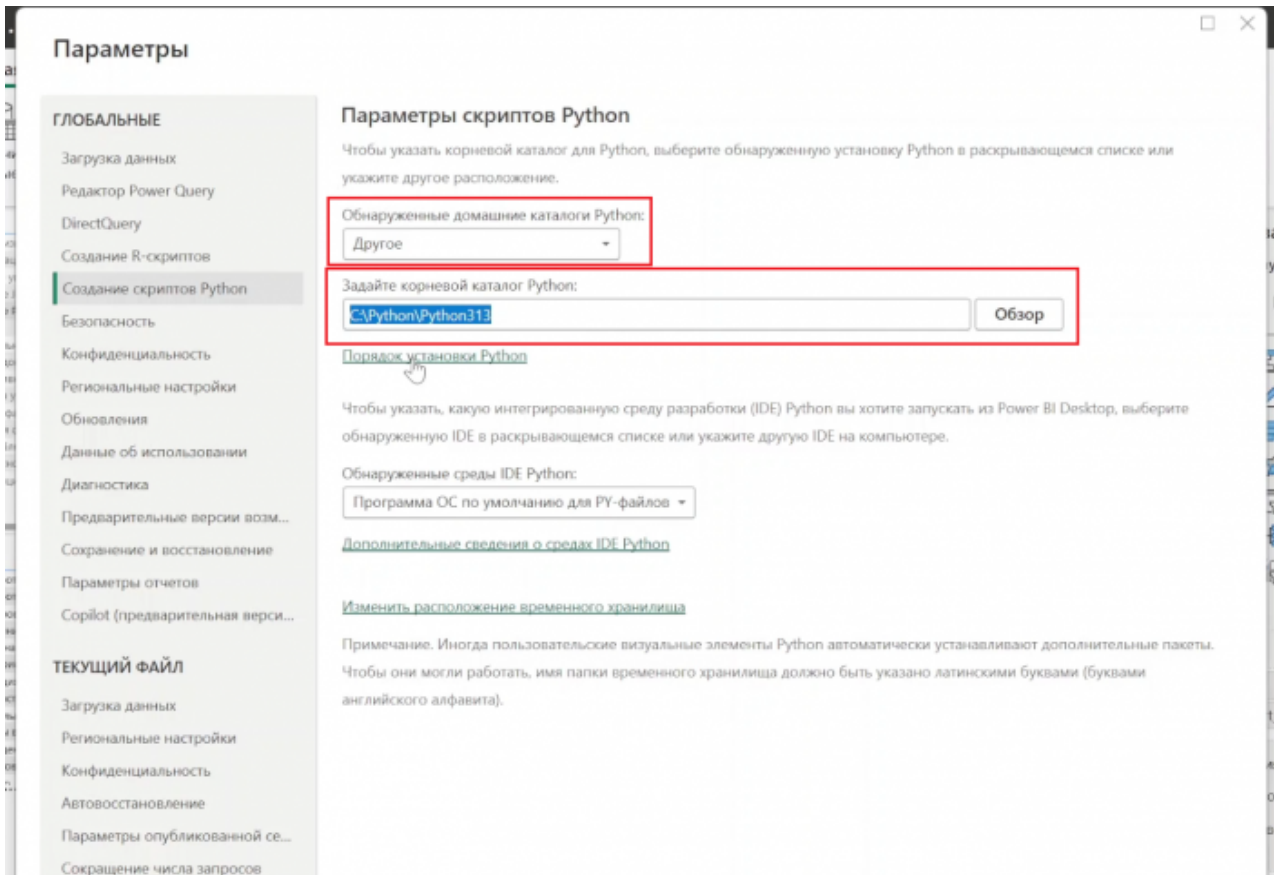 Параметры
ГЛОБАЛЬНЫЕ
Загрузка данных
Редактор Power Query
DirectQuery
Создание R-скриптов
Создание скриптов Python
Безопасность
Конфиденциальность
Региональные настройки
Обновления
Данные об использовании
Диагностика
Предварительные версии возм...
Сохранение и восстановление
Параметры отчетов
Copilot (предварительная верси...
ТЕКУЩИЙ ФАЙЛ
Загрузка данных
Региональные настройки
Конфиденциальность
Автовосстановление
Параметры опубликованной се...
Сокращение числа запросов
Параметры скриптов Python
Чтобы указать корневой каталог для Python, выберите обнаруженную установку Python в раскрывающемся списке или
укажите другое расположение.
Обнаруженные домашние каталоги Python:
Другое
Задайте корневой каталог Python:
C:\Python\Python313
Обзор
Порядок установки Python
Чтобы указать, какую интегрированную среду разработки (IDE) Python вы хотите запускать из Power BI Desktop, выберите
обнаруженную IDE в раскрывающемся списке или укажите другую IDE на компьютере.
Обнаруженные среды IDE Python:
Программа ОС по умолчанию для PY-файлов
Дополнительные сведения о средах IDE Python
Изменить расположение временного хранилища
Примечание. Иногда пользовательские визуальные элементы Python автоматически устанавливают дополнительные пакеты.
Чтобы они могли работать, имя папки временного хранилища должно быть указано латинскими буквами (буквами
английского алфавита).